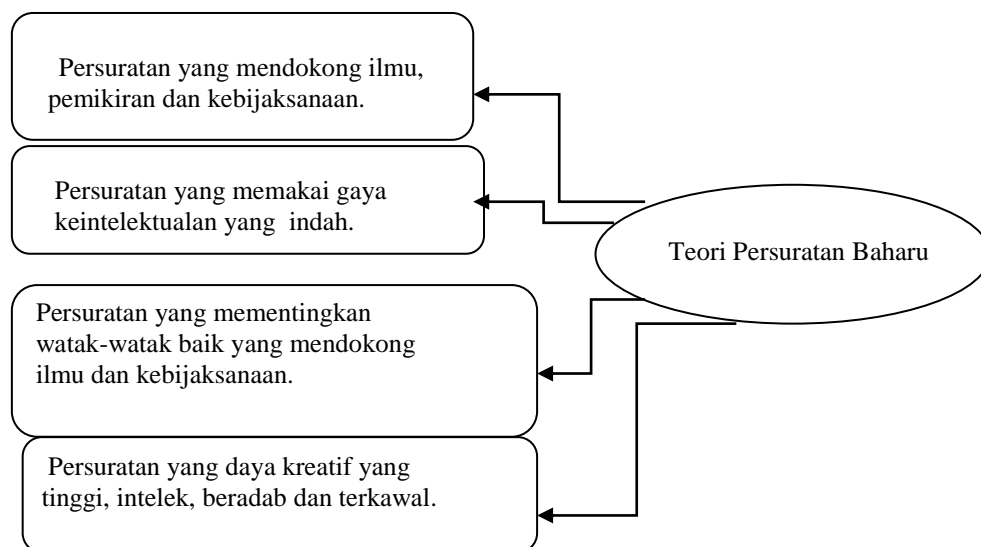 Persuratan yang mendokong ilmu,
pemikiran dan kebijaksanaan.
Persuratan yang memakai gaya
keintelektualan yang indah.
Teori Persuratan Baharu
Persuratan yang mementingkan
watak-watak baik yang mendokong
ilmu dan kebijaksanaan.
Persuratan yang daya kreatif yang
tinggi, intelek, beradab dan terkawal.